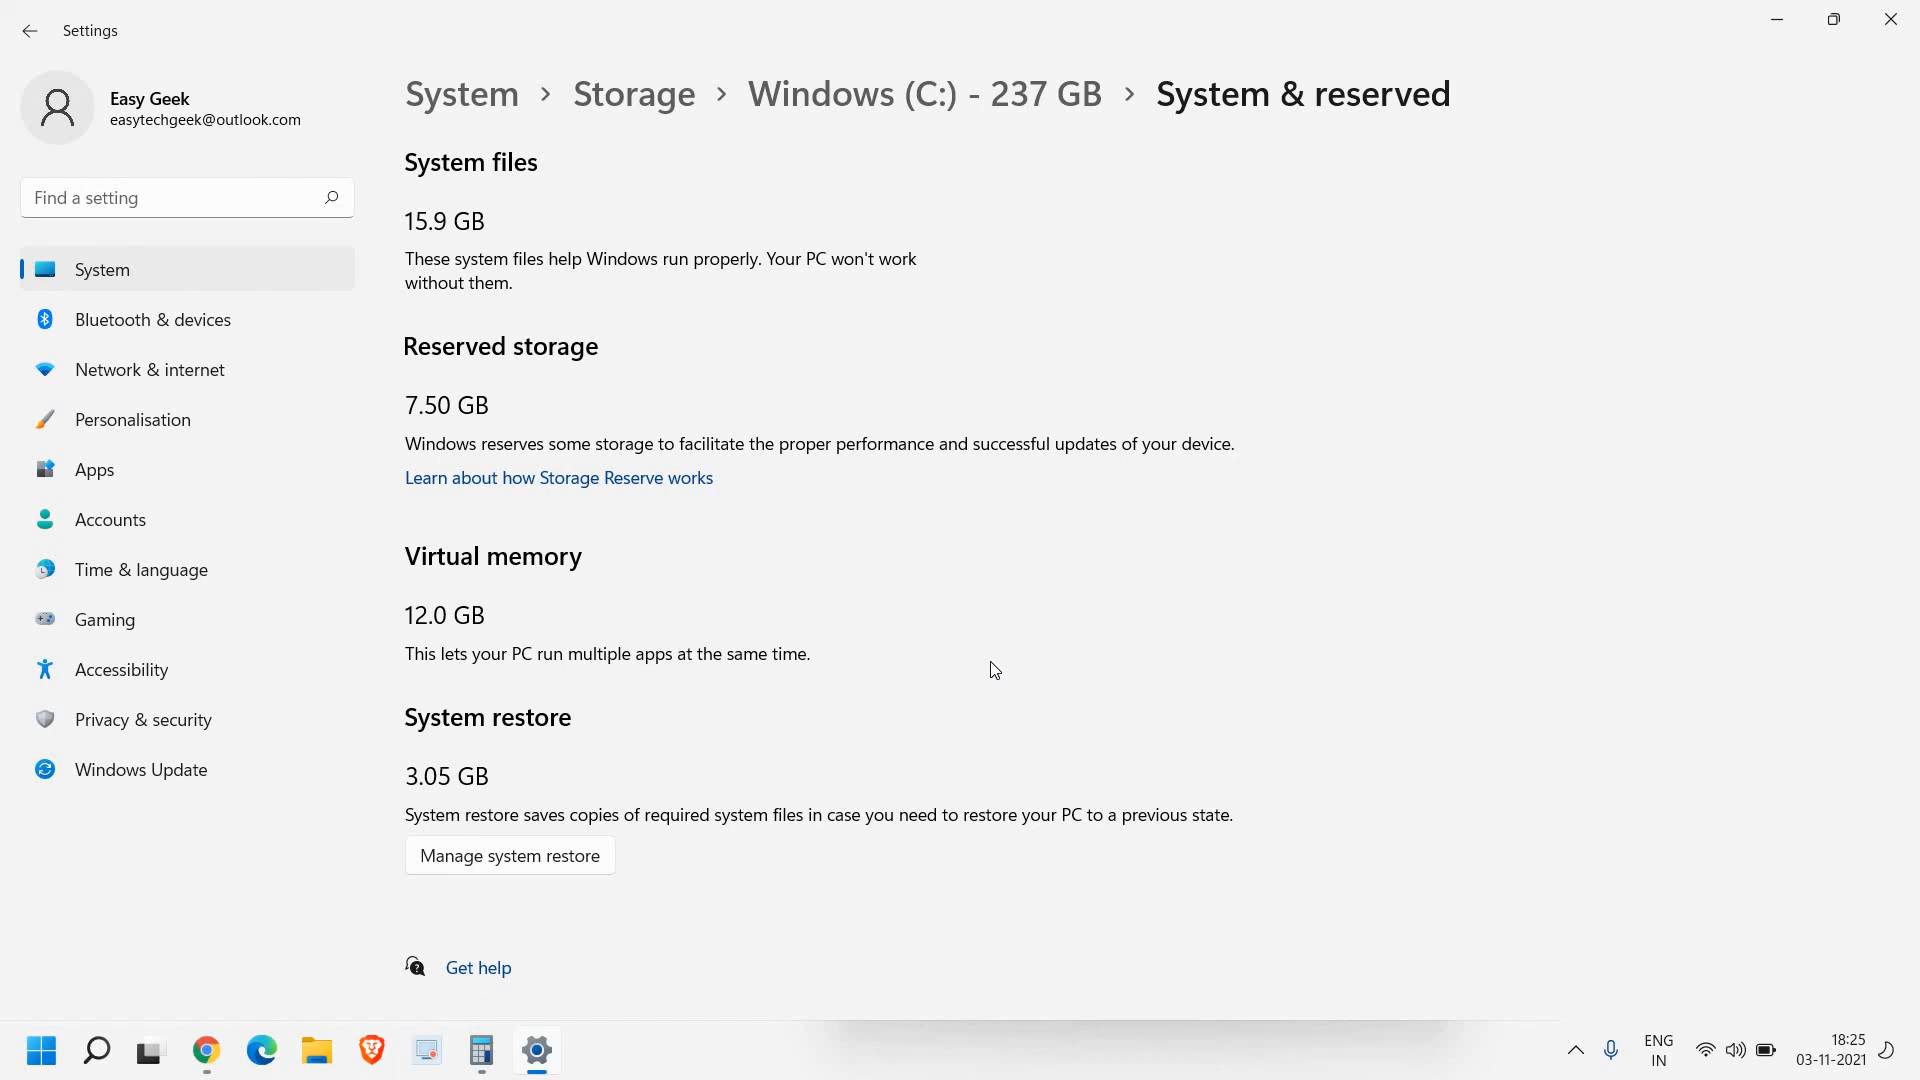 Settings
Easy Geek
easytechgeek@outlook.com
Find a setting
System
Bluetooth & devices
Network & internet
Personalisation
Apps
Accounts
Time & language
Gaming
Accessibility
Privacy & security
Windows Update
System > Storage > Windows (C:) - 237 GB > System & reserved
System files
15.9 GB
These system files help Windows run properly. Your PC won't work
without them.
Reserved storage
7.50 GB
Windows reserves some storage to facilitate the proper performance and successful updates of your device.
Learn about how Storage Reserve works
Virtual memory
12.0 GB
This lets your PC run multiple apps at the same time.
System restore
3.05 GB
System restore saves copies of required system files in case you need to restore your PC to a previous state.
Manage system restore
Get help
ENG
IN
18:25
03-11-2021